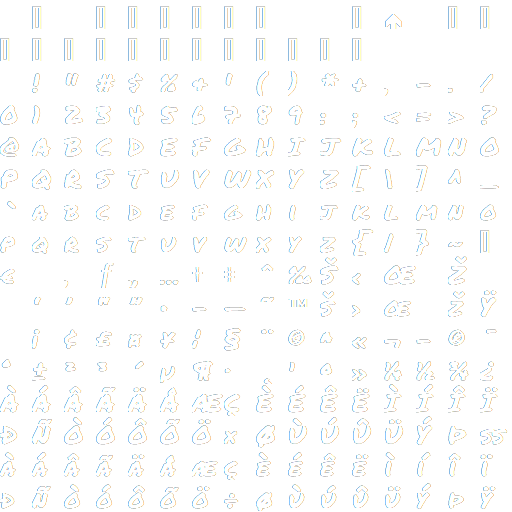 ! " # $ % & ' ( ) * + , - . /
0 1 2 3 4 5 6 7 8 9 : ; < = > ?
@ A B C D E F G H I J K L M N O
P Q R S T U V W X Y Z [ \ ] ^ _
` A B C D E F G H I J K L M N O
P Q R S T U V W X Y Z { | } ~
€ ‚ ƒ „ … † ‡ ˆ ‰ Š ‹ Œ Ž
‘ ’ “ ” • – — ˜ ™ Š › Œ Ž Ÿ
¡ ¢ £ ¤ ¥ ¦ § ¨ © ª « ¬ - ® ¯
° ± ² ³ ´ µ ¶ · ¸ ¹ º » ¼ ½ ¾ ¿
À Á Â Ã Ä Å Æ Ç È É Ê Ë Ì Í Î Ï
Ð Ñ Ò Ó Ô Õ Ö × Ø Ù Ú Û Ü Ý Þ ß
À Á Â Ã Ä Å Æ Ç È É Ê Ë Ì Í Î Ï
Ð Ñ Ò Ó Ô Õ Ö ÷ Ø Ù Ú Û Ü Ý Þ Ÿ